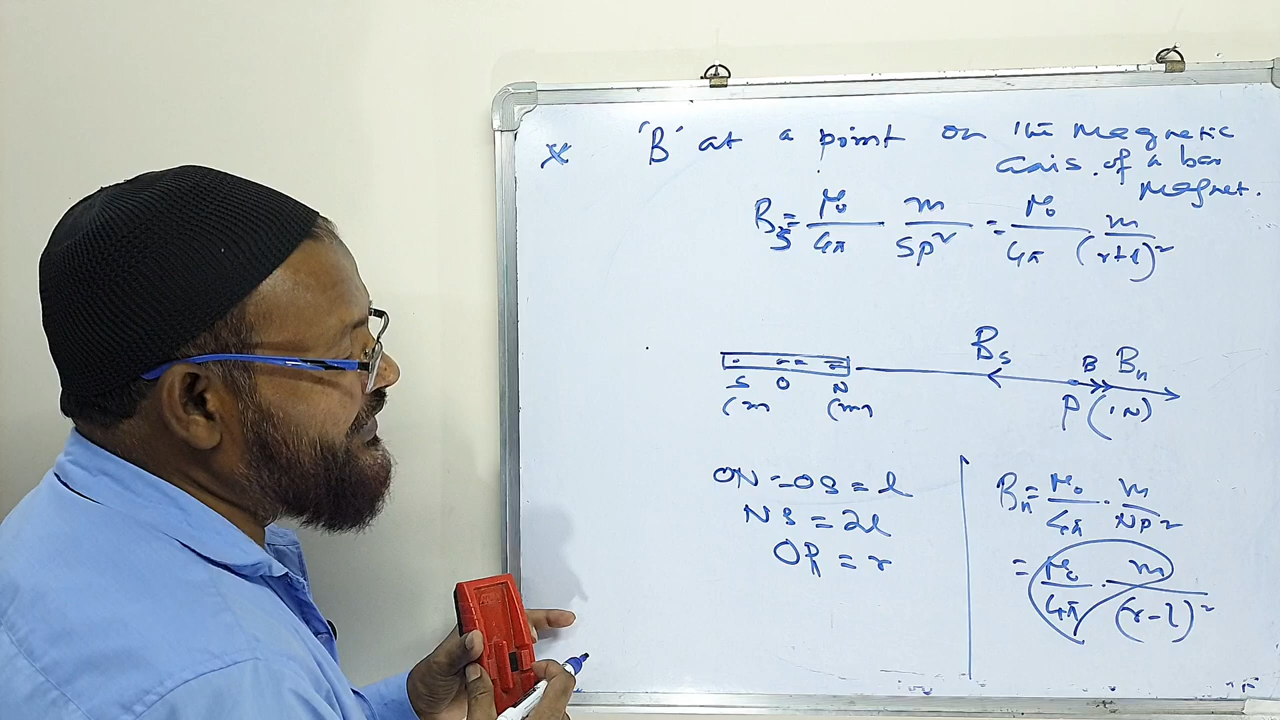 * 'B' at a point on the Magnetic
axis. of a bar
Magnet.
B_S = μ₀/4π m/SP² = μ₀/4π m/(r+l)²
B_S
B B_n
S O N
(m (m)
P (1N)
ON = OS = l
NS = 2l
OP = r
B_n = μ₀/4π · m/NP²
= μ₀/4π · m/(r-l)²